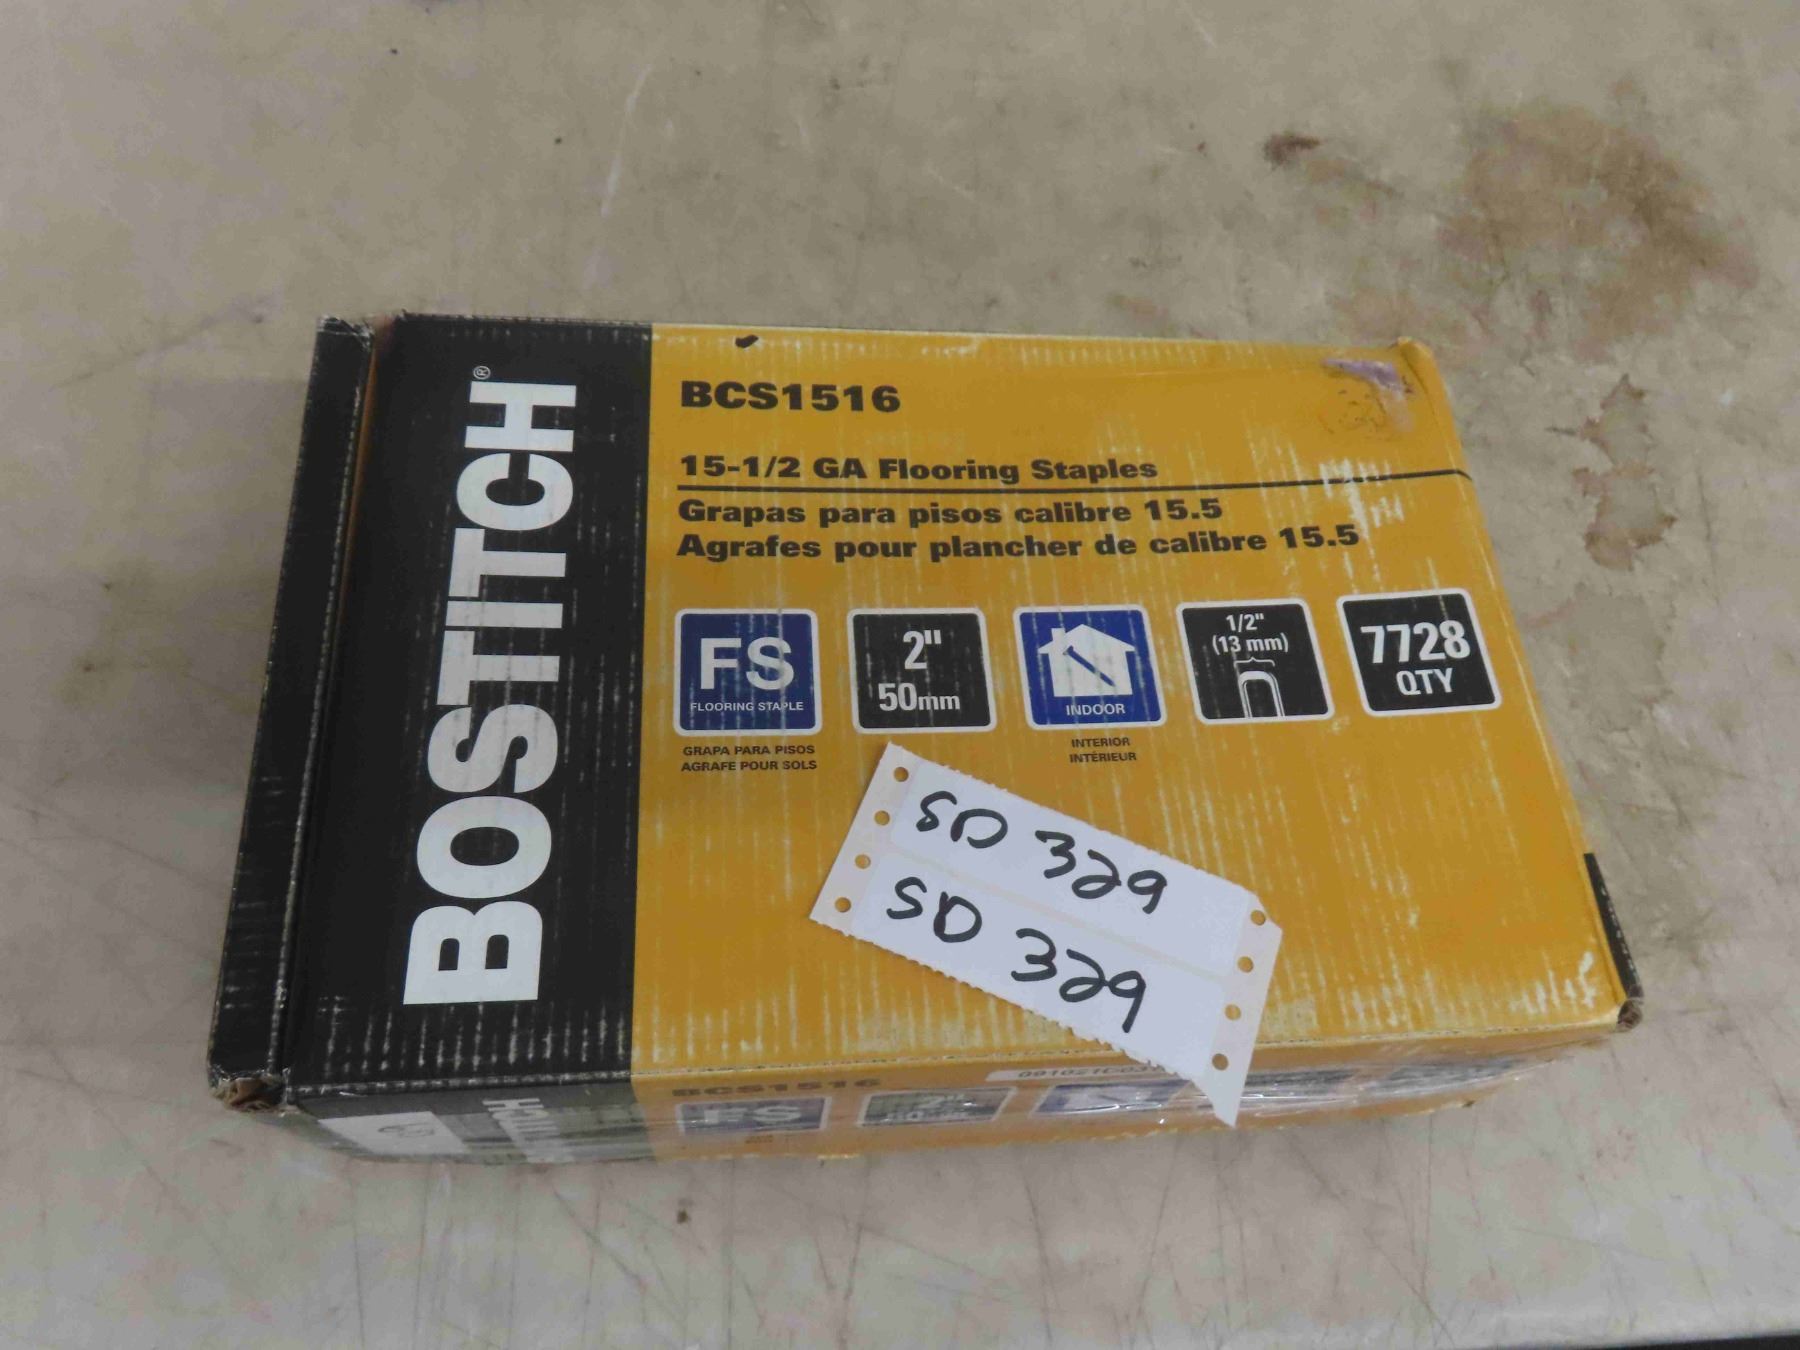 BOSTITCH®
BCS1516
15-1/2 GA Flooring Staples
Grapas para pisos calibre 15.5
Agrafes pour plancher de calibre 15.5
FS
FLOORING STAPLE
GRAPA PARA PISOS
AGRAFE POUR SOLS
2"
50mm
INDOOR
INTERIOR
INTÉRIEUR
1/2"
(13 mm)
7728
QTY
SD 329
SD 329
BCS1516
FS
2"